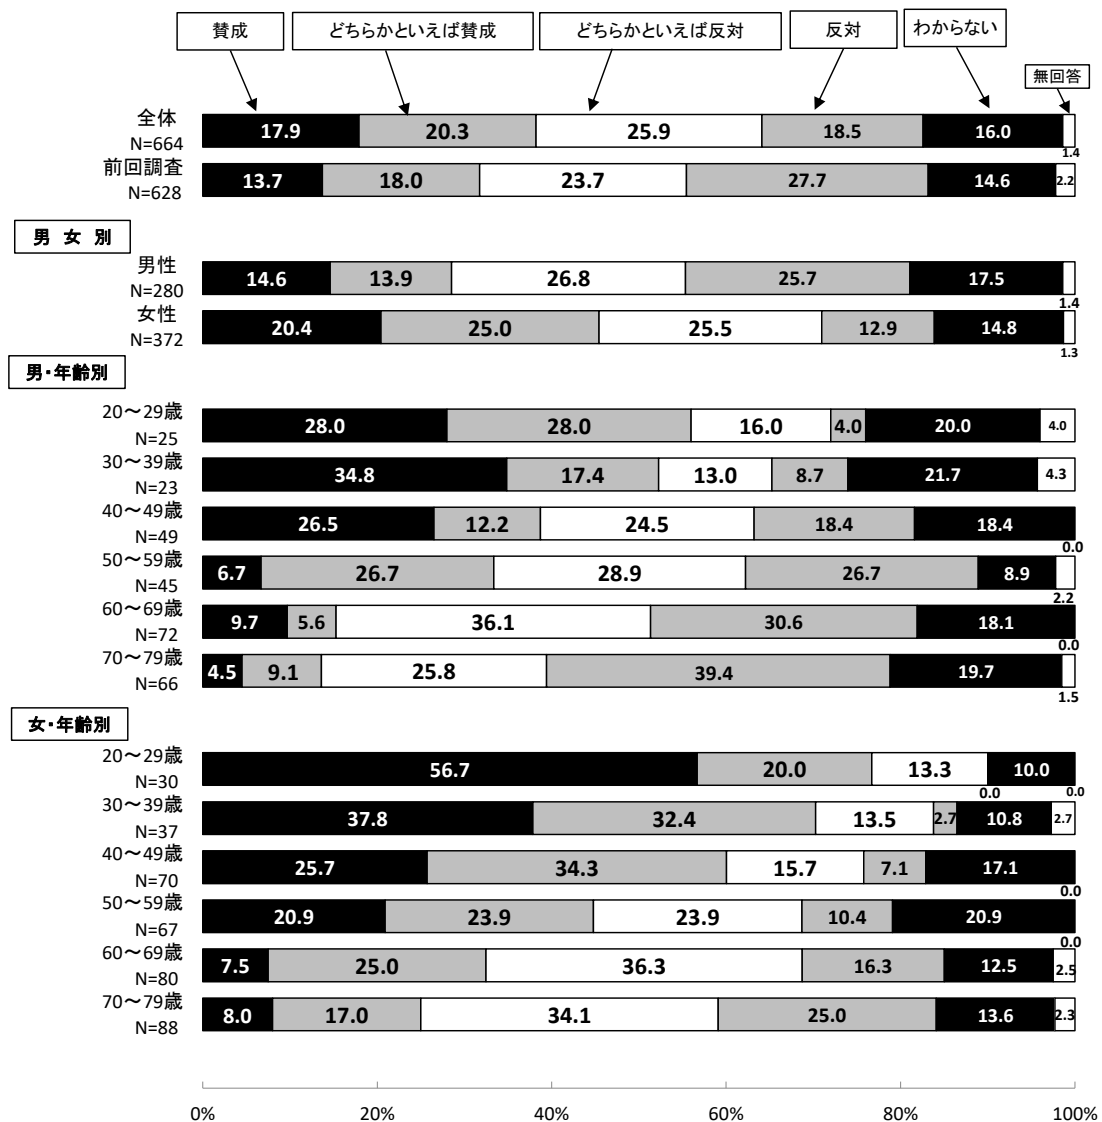 賛成 どちらかといえば賛成 どちらかといえば反対 反対 わからない
無回答
全体
N=664
17.9 20.3 25.9 18.5 16.0 1.4
前回調査
N=628
13.7 18.0 23.7 27.7 14.6 2.2
男 女 別
男性
N=280
14.6 13.9 26.8 25.7 17.5 1.4
女性
N=372
20.4 25.0 25.5 12.9 14.8 1.3
男・年齢別
20～29歳
N=25
28.0 28.0 16.0 4.0 20.0 4.0
30～39歳
N=23
34.8 17.4 13.0 8.7 21.7 4.3
40～49歳
N=49
26.5 12.2 24.5 18.4 18.4 0.0
50～59歳
N=45
6.7 26.7 28.9 26.7 8.9 2.2
60～69歳
N=72
9.7 5.6 36.1 30.6 18.1 0.0
70～79歳
N=66
4.5 9.1 25.8 39.4 19.7 1.5
女・年齢別
20～29歳
N=30
56.7 20.0 13.3 0.0 10.0 0.0
30～39歳
N=37
37.8 32.4 13.5 2.7 10.8 2.7
40～49歳
N=70
25.7 34.3 15.7 7.1 17.1 0.0
50～59歳
N=67
20.9 23.9 23.9 10.4 20.9 0.0
60～69歳
N=80
7.5 25.0 36.3 16.3 12.5 2.5
70～79歳
N=88
8.0 17.0 34.1 25.0 13.6 2.3
0% 20% 40% 60% 80% 100%